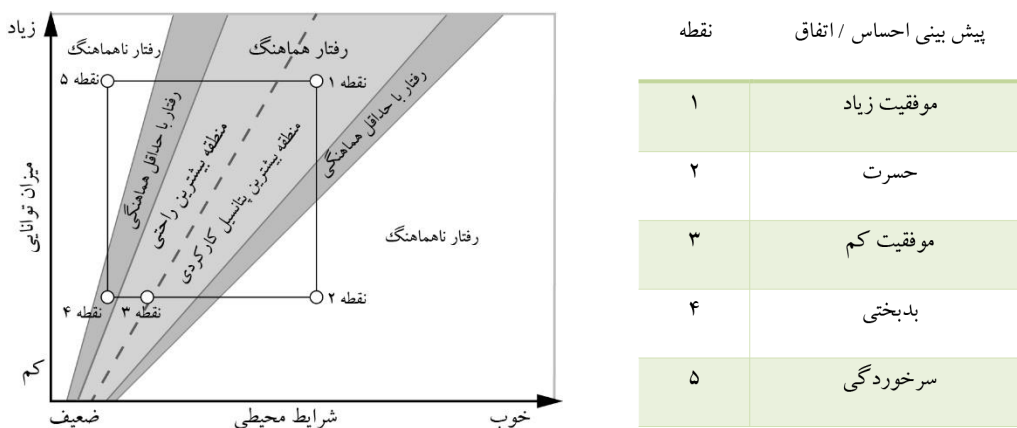 زیاد
میزان توانایی
کم
ضعیف
شرایط محیطی
خوب
رفتار ناهماهنگ
رفتار هماهنگ
نقطه ۵
نقطه ۱
رفتار با حداقل هماهنگی
منطقه بیشترین راحتی
منطقه بیشترین پتانسیل کارکردی
رفتار با حداقل هماهنگی
رفتار ناهماهنگ
نقطه ۴
نقطه ۳
نقطه ۲
پیش بینی احساس / اتفاق نقطه
موفقیت زیاد ۱
حسرت ۲
موفقیت کم ۳
بدبختی ۴
سرخوردگی ۵